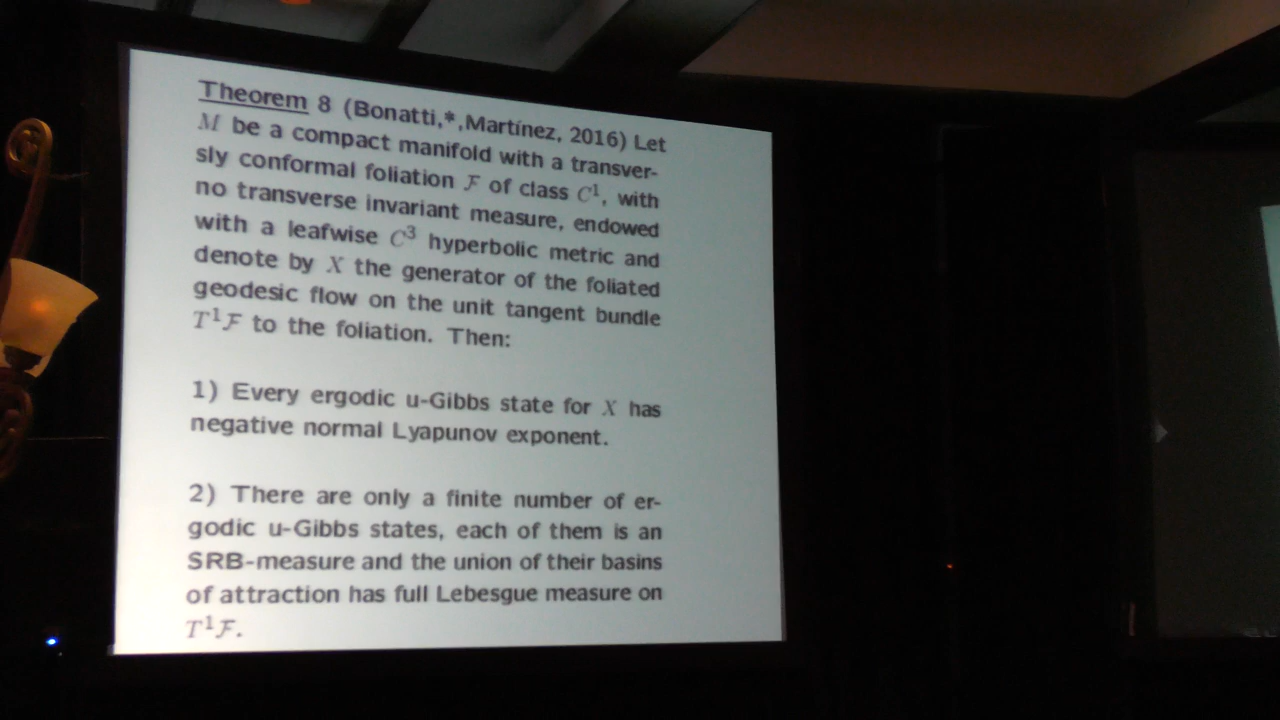 Theorem 8 (Bonatti,*,Martínez, 2016) Let
M be a compact manifold with a transver-
sly conformal foliation ℱ of class C¹, with
no transverse invariant measure, endowed
with a leafwise C³ hyperbolic metric and
denote by X the generator of the foliated
geodesic flow on the unit tangent bundle
T¹ℱ to the foliation. Then:
1) Every ergodic u-Gibbs state for X has
negative normal Lyapunov exponent.
2) There are only a finite number of er-
godic u-Gibbs states, each of them is an
SRB-measure and the union of their basins
of attraction has full Lebesgue measure on
T¹ℱ.